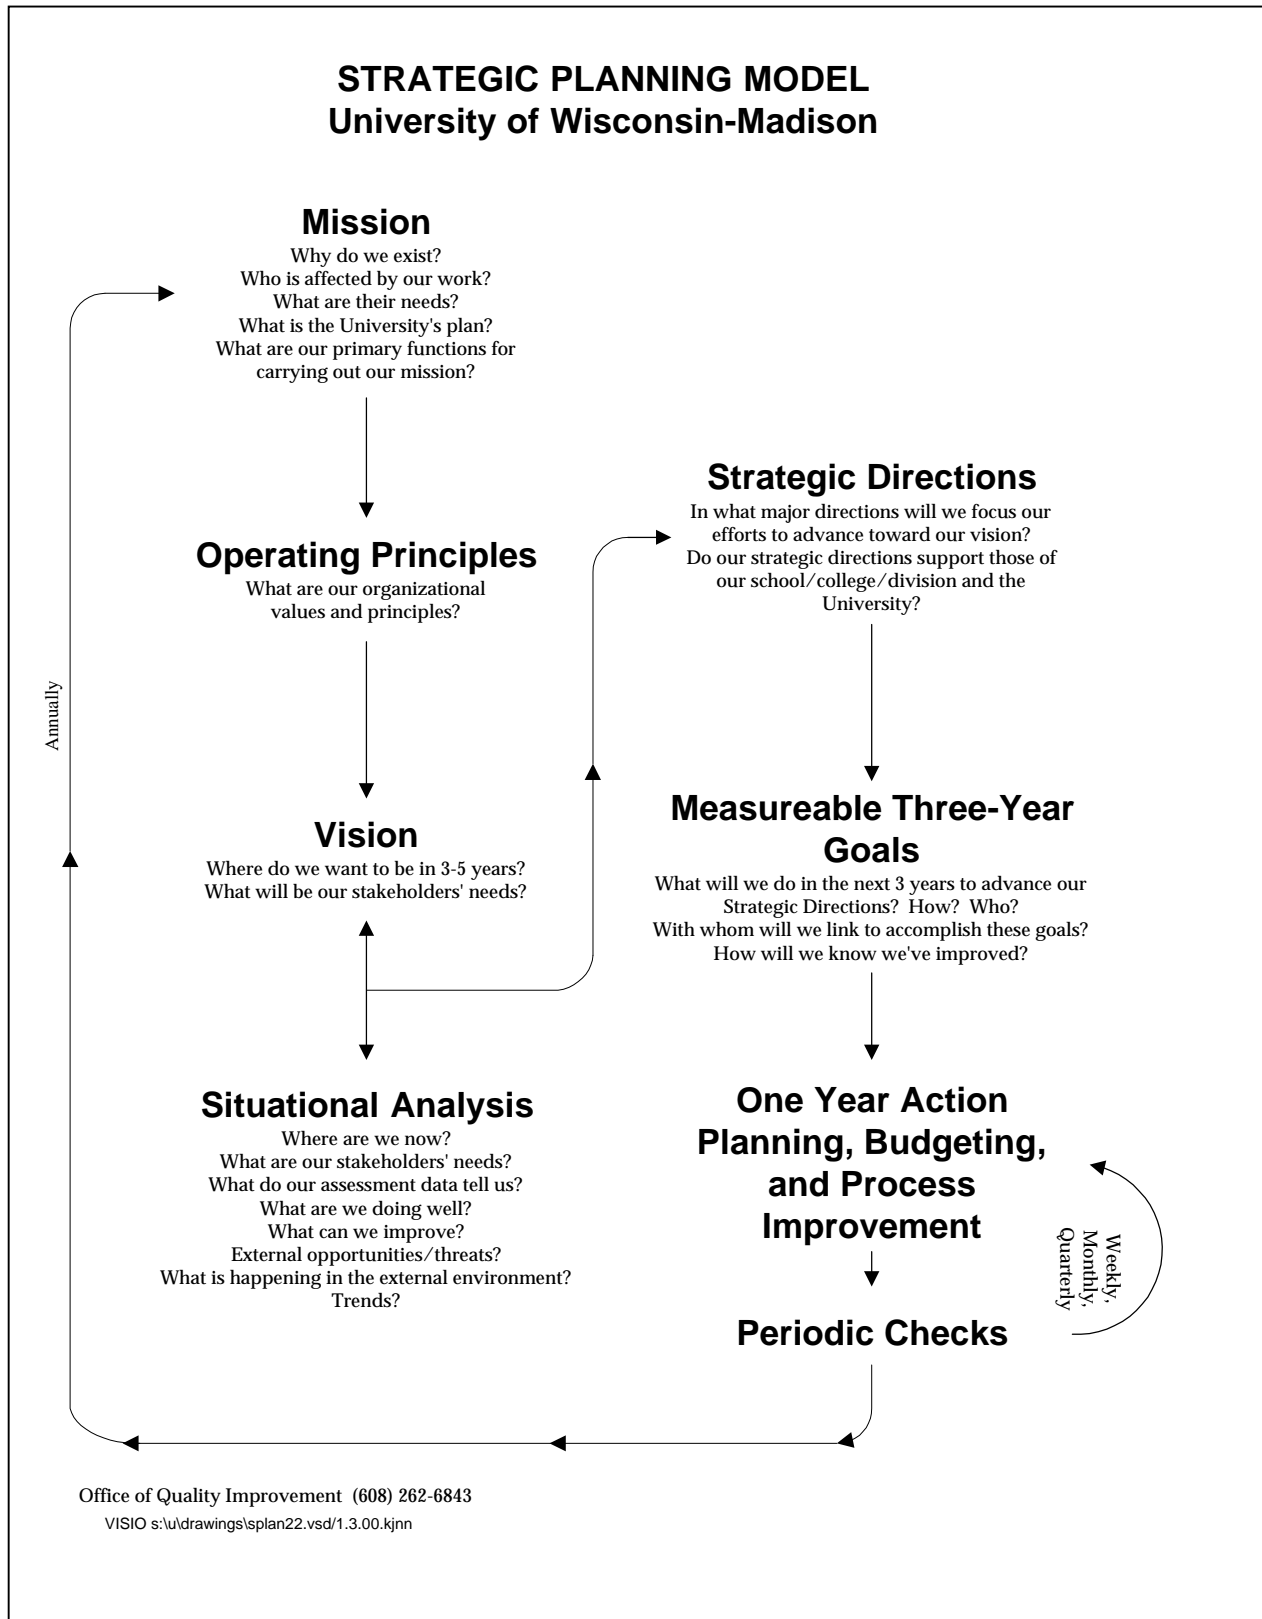 STRATEGIC PLANNING MODEL
University of Wisconsin-Madison
Mission
Why do we exist?
Who is affected by our work?
What are their needs?
What is the University's plan?
What are our primary functions for
carrying out our mission?
Operating Principles
What are our organizational
values and principles?
Annually
Vision
Where do we want to be in 3-5 years?
What will be our stakeholders' needs?
Situational Analysis
Where are we now?
What are our stakeholders' needs?
What do our assessment data tell us?
What are we doing well?
What can we improve?
External opportunities/threats?
What is happening in the external environment?
Trends?
Strategic Directions
In what major directions will we focus our
efforts to advance toward our vision?
Do our strategic directions support those of
our school/college/division and the
University?
Measureable Three-Year
Goals
What will we do in the next 3 years to advance our
Strategic Directions?  How?  Who?
With whom will we link to accomplish these goals?
How will we know we've improved?
One Year Action
Planning, Budgeting,
and Process
Improvement
Weekly,
Monthly,
Quarterly
Periodic Checks
Office of Quality Improvement  (608) 262-6843
VISIO s:\u\drawings\splan22.vsd/1.3.00.kjnn